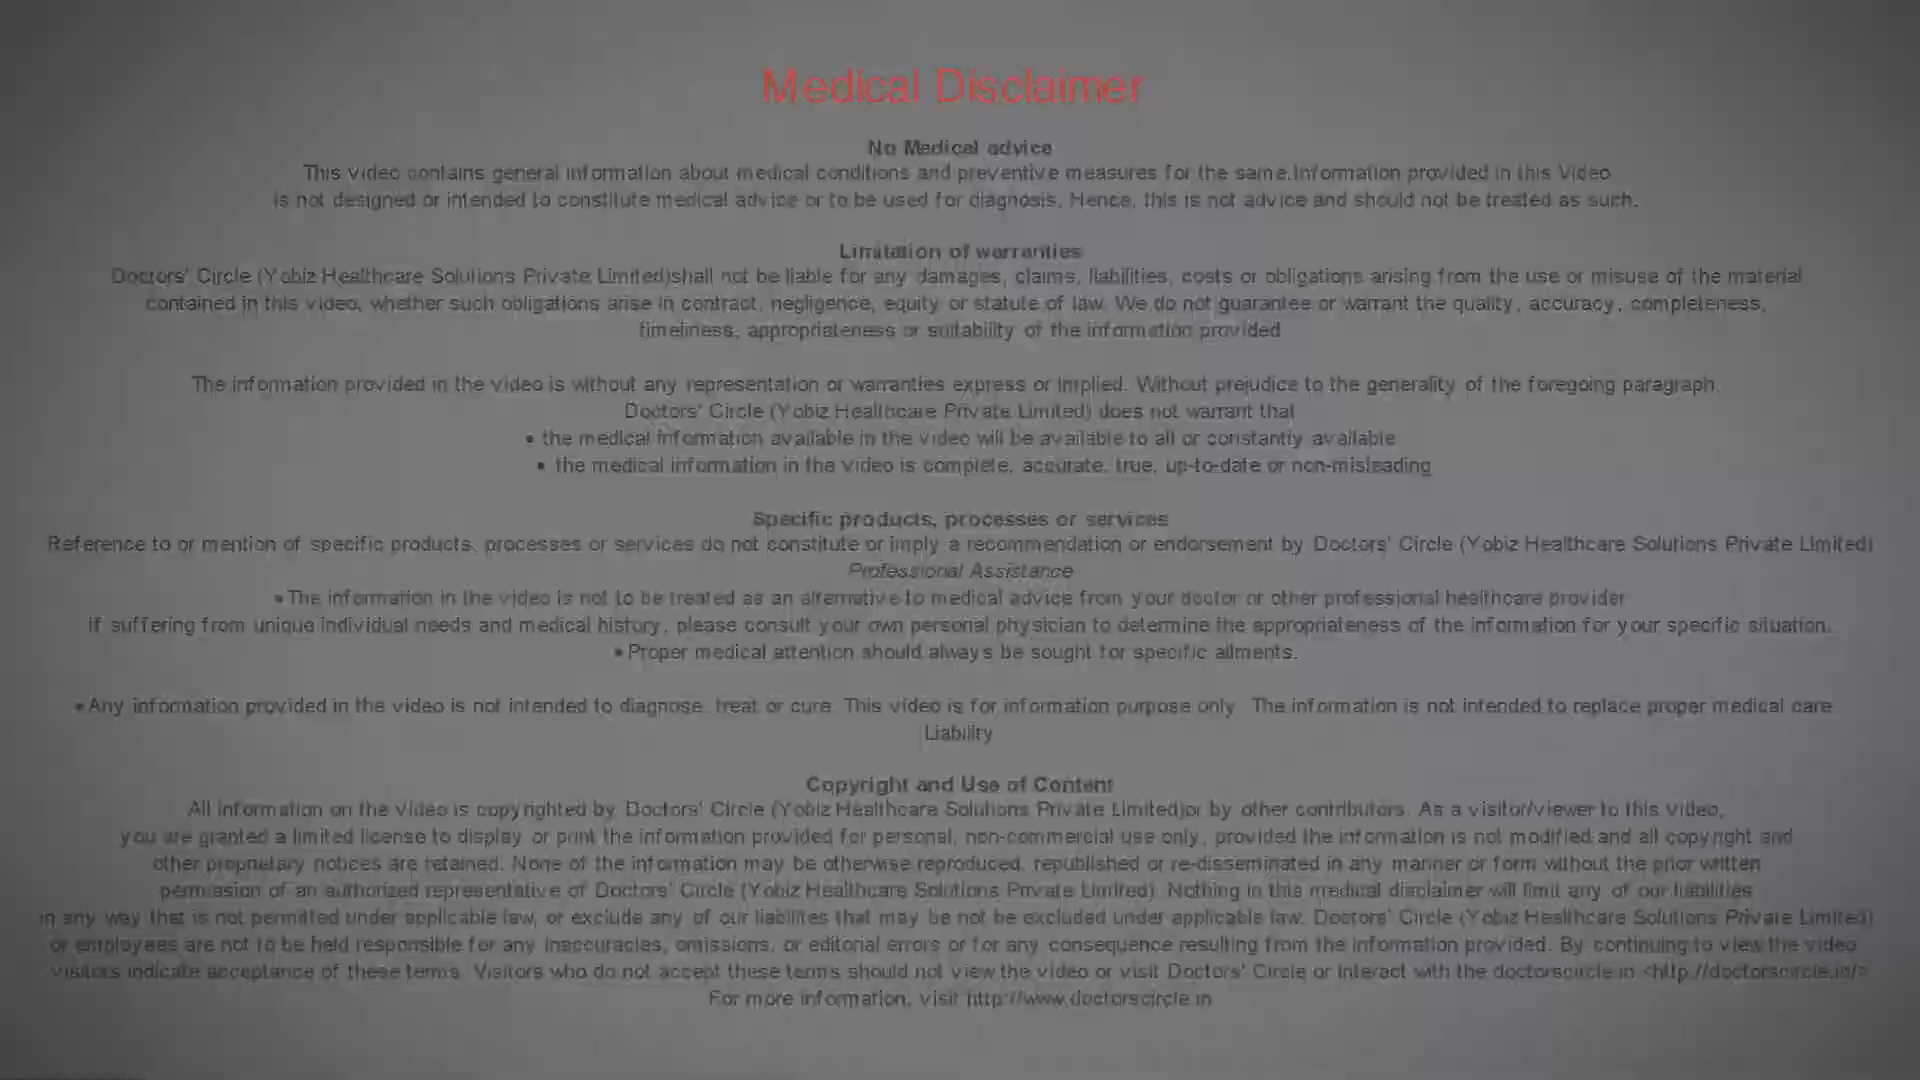 Medical Disclaimer
No Medical advice
This video contains general information about medical conditions and preventive measures for the same.Information provided in this Video
is not designed or intended to constitute medical advice or to be used for diagnosis. Hence, this is not advice and should not be treated as such.
Limitation of warranties
Doctors' Circle (Yobiz Healthcare Solutions Private Limited)shall not be liable for any damages, claims, liabilities, costs or obligations arising from the use or misuse of the material
contained in this video, whether such obligations arise in contract, negligence, equity or statute of law. We do not guarantee or warrant the quality, accuracy, completeness,
timeliness, appropriateness or suitability of the information provided
The information provided in the video is without any representation or warranties express or implied. Without prejudice to the generality of the foregoing paragraph.
Doctors' Circle (Yobiz Healthcare Private Limited) does not warrant that
• the medical information available in the video will be available to all or constantly available
• the medical information in the video is complete, accurate, true, up-to-date or non-misleading
Specific products, processes or services
Reference to or mention of specific products, processes or services do not constitute or imply a recommendation or endorsement by Doctors' Circle (Yobiz Healthcare Solutions Private Limited)
Professional Assistance
• The information in the video is not to be treated as an alternative to medical advice from your doctor or other professional healthcare provider
If suffering from unique individual needs and medical history, please consult your own personal physician to determine the appropriateness of the information for your specific situation.
• Proper medical attention should always be sought for specific ailments.
• Any information provided in the video is not intended to diagnose, treat or cure. This video is for information purpose only. The information is not intended to replace proper medical care.
Liability
Copyright and Use of Content
All information on the Video is copyrighted by Doctors' Circle (Yobiz Healthcare Solutions Private Limited)or by other contributors. As a visitor/viewer to this video,
you are granted a limited license to display or print the information provided for personal, non-commercial use only, provided the information is not modified and all copyright and
other proprietary notices are retained. None of the information may be otherwise reproduced, republished or re-disseminated in any manner or form without the prior written
permission of an authorized representative of Doctors' Circle (Yobiz Healthcare Solutions Private Limited). Nothing in this medical disclaimer will limit any of our liabilities
in any way that is not permitted under applicable law, or exclude any of our liabilites that may be not be excluded under applicable law. Doctors' Circle (Yobiz Healthcare Solutions Private Limited)
or employees are not to be held responsible for any inaccuracies, omissions, or editorial errors or for any consequence resulting from the information provided. By continuing to view the video
visitors indicate acceptance of these terms. Visitors who do not accept these terms should not view the video or visit Doctors' Circle or interact with the doctorscircle.in <http://doctorscircle.in/>
For more information, visit http://www.doctorscircle.in